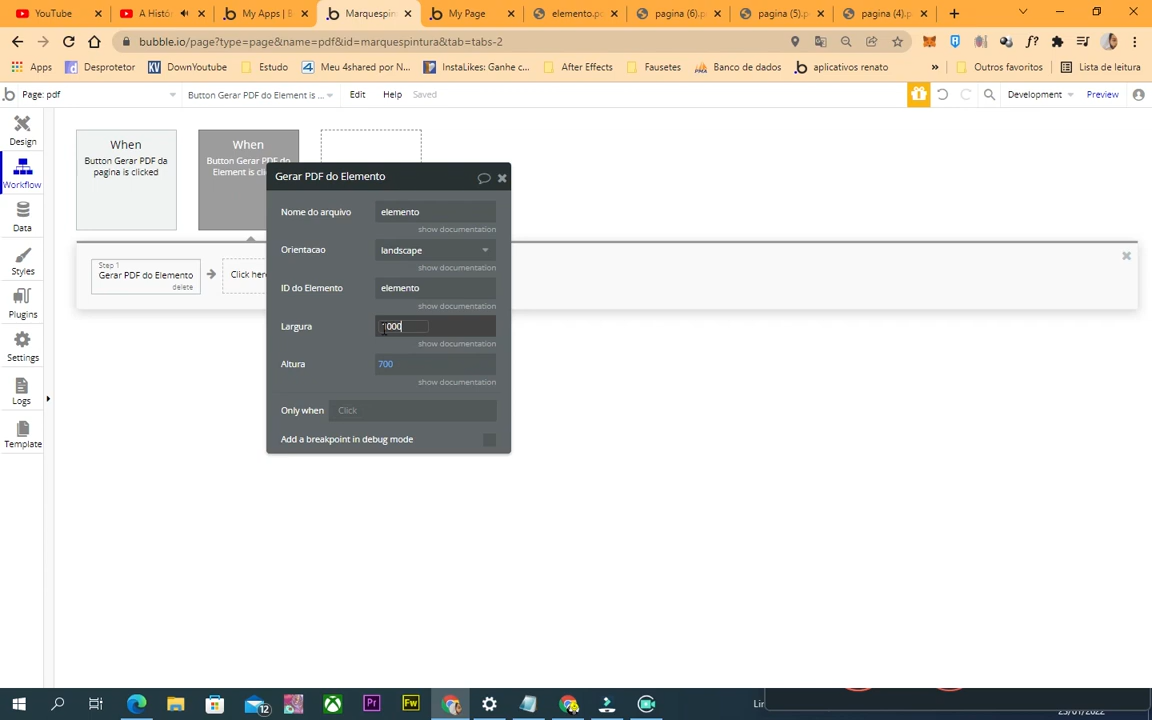 YouTube
A Histó
My Apps | B
Marquespin
My Page
elemento.p
pagina (6).p
pagina (5).p
pagina (4).p
bubble.io/page?type=page&name=pdf&id=marquespintura&tab=tabs-2
Apps
Desprotetor
DownYoutube
Estudo
Meu 4shared por N...
InstaLikes: Ganhe c...
After Effects
Fausetes
Banco de dados
aplicativos renato
»
Outros favoritos
Lista de leitura
Page: pdf
Button Gerar PDF do Element is ...
Edit
Help
Saved
Development
Preview
Design
Workflow
Data
Styles
Plugins
Settings
Logs
Template
When
Button Gerar PDF da
pagina is clicked
When
Button Gerar PDF do
Element is cli
Step 1
Gerar PDF do Elemento
delete
Click here
Gerar PDF do Elemento
Nome do arquivo
elemento
show documentation
Orientacao
landscape
show documentation
ID do Elemento
elemento
show documentation
Largura
1000
show documentation
Altura
700
show documentation
Only when
Click
Add a breakpoint in debug mode
12